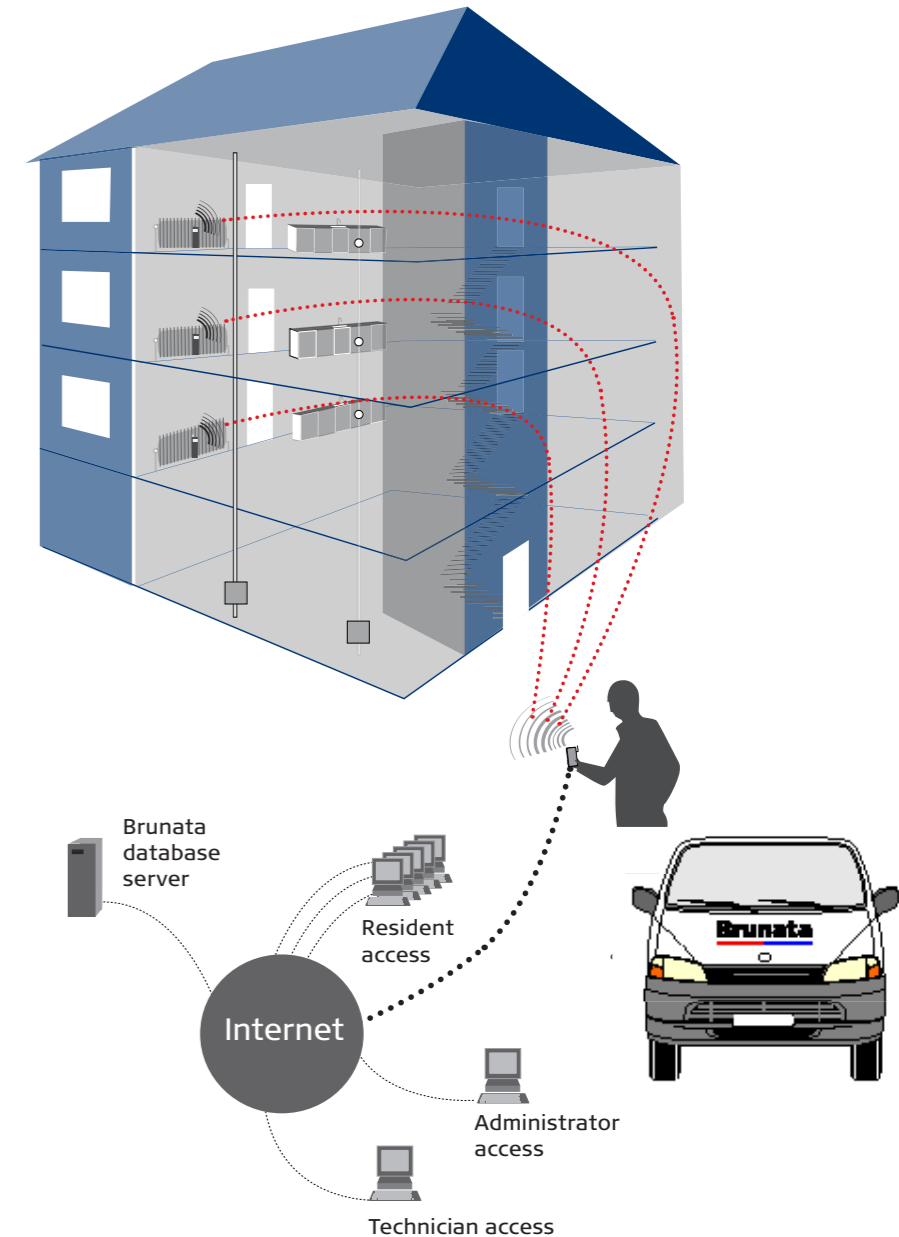 Brunata
database
server
Resident
access
Brunata
Internet
Administrator
access
Technician access